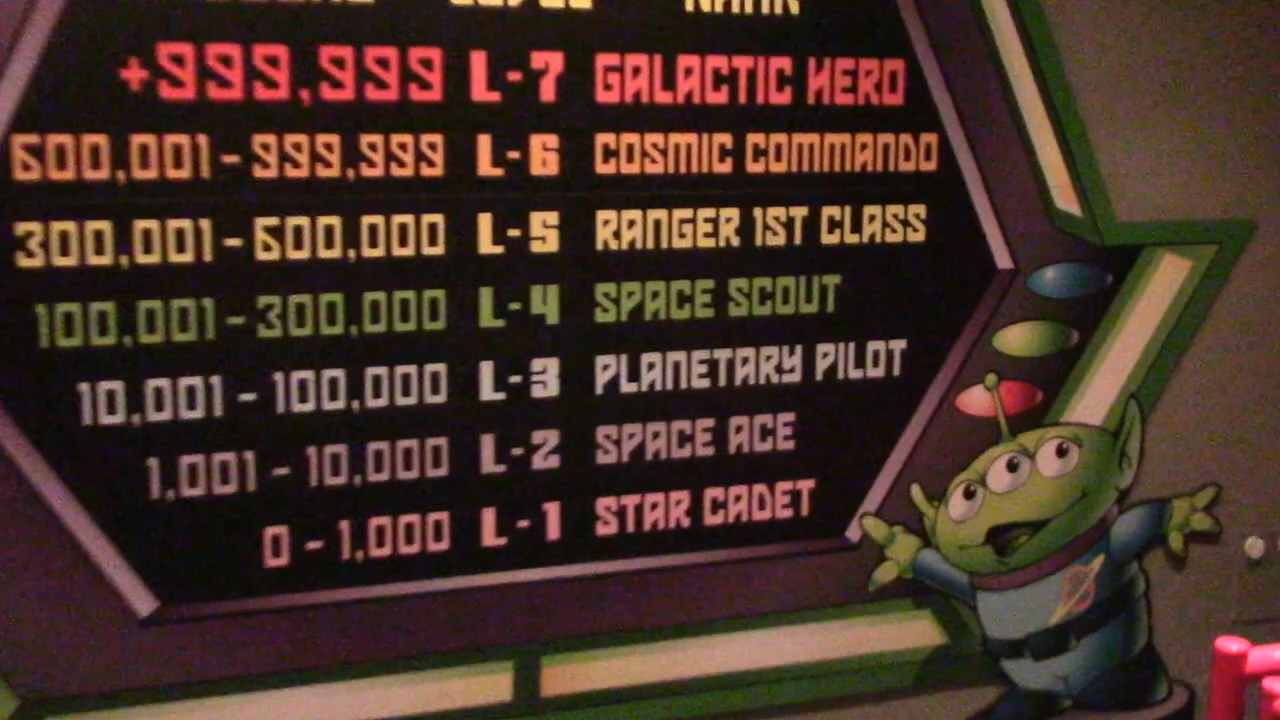 +999,999 L-7 GALACTIC HERO
600,001-999,999 L-6 COSMIC COMMANDO
300,001-600,000 L-5 RANGER 1ST CLASS
100,001-300,000 L-4 SPACE SCOUT
10,001-100,000 L-3 PLANETARY PILOT
1,001-10,000 L-2 SPACE ACE
0-1,000 L-1 STAR CADET